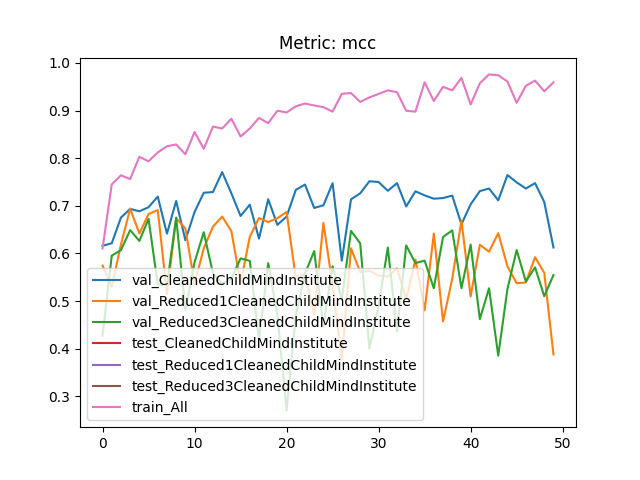 Metric: mcc
1.0
0.9
0.8
0.7
0.6
0.5
0.4
0.3
val_CleanedChildMindInstitute
val_Reduced1CleanedChildMindInstitute
val_Reduced3CleanedChildMindInstitute
test_CleanedChildMindInstitute
test_Reduced1CleanedChildMindInstitute
test_Reduced3CleanedChildMindInstitute
train_All
0 10 20 30 40 50